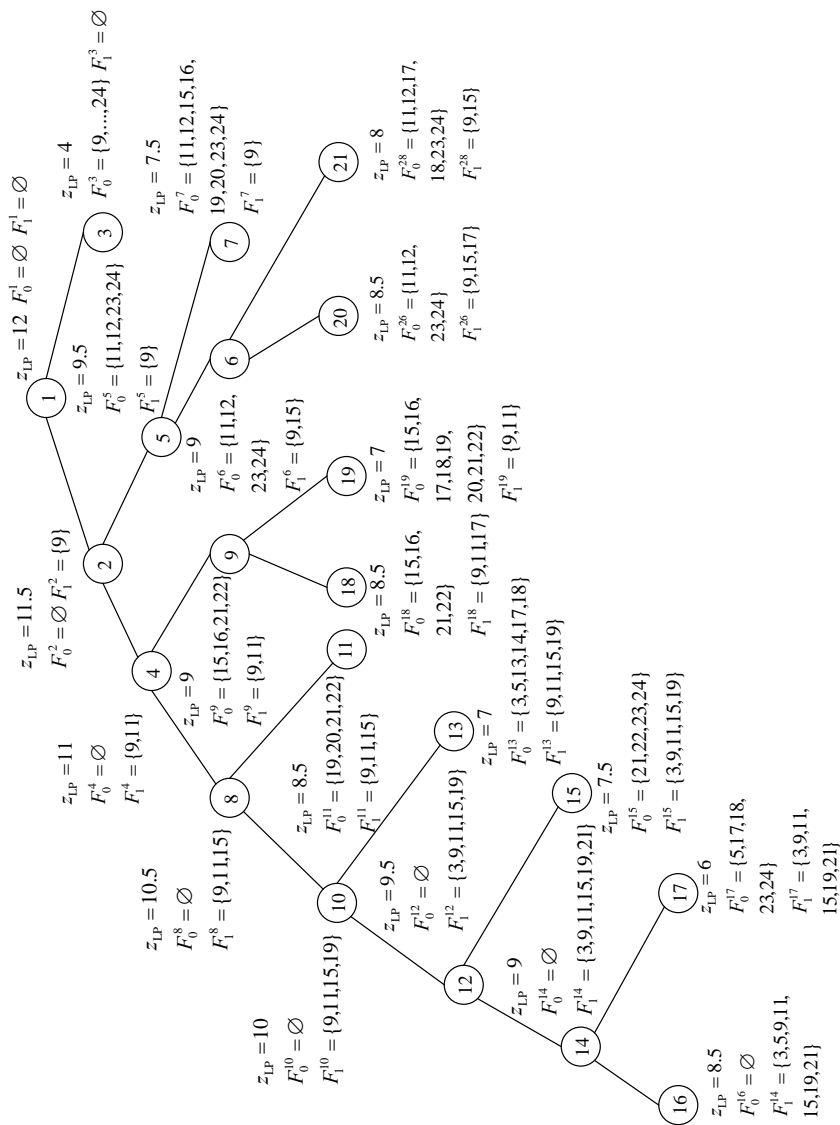 z_LP = 12 F_0^1 = ∅ F_1^1 = ∅
1
z_LP = 11.5
F_0^2 = ∅ F_1^2 = {9}
2
z_LP = 4
F_0^3 = {9,...,24} F_1^3 = ∅
3
z_LP = 11
F_0^4 = ∅
F_1^4 = {9,11}
4
z_LP = 9.5
F_0^5 = {11,12,23,24}
F_1^5 = {9}
5
z_LP = 10.5
F_0^8 = ∅
F_1^8 = {9,11,15}
8
z_LP = 9
F_0^9 = {15,16,21,22}
F_1^9 = {9,11}
9
z_LP = 9
F_0^6 = {11,12,
23,24}
F_1^6 = {9,15}
6
z_LP = 7.5
F_0^7 = {11,12,15,16,
19,20,23,24}
F_1^7 = {9}
7
z_LP = 10
F_0^10 = ∅
F_1^10 = {9,11,15,19}
10
z_LP = 8.5
F_0^11 = {19,20,21,22}
F_1^11 = {9,11,15}
11
18
z_LP = 8.5
F_0^18 = {15,16,
21,22}
F_1^18 = {9,11,17}
19
z_LP = 7
F_0^19 = {15,16,
17,18,19,
20,21,22}
F_1^19 = {9,11}
20
z_LP = 8.5
F_0^26 = {11,12,
23,24}
F_1^26 = {9,15,17}
21
z_LP = 8
F_0^28 = {11,12,17,
18,23,24}
F_1^28 = {9,15}
z_LP = 9.5
F_0^12 = ∅
F_1^12 = {3,9,11,15,19}
12
13
z_LP = 7
F_0^13 = {3,5,13,14,17,18}
F_1^13 = {9,11,15,19}
z_LP = 9
F_0^14 = ∅
F_1^14 = {3,9,11,15,19,21}
14
15
z_LP = 7.5
F_0^15 = {21,22,23,24}
F_1^15 = {3,9,11,15,19}
16
z_LP = 8.5
F_0^16 = ∅
F_1^14 = {3,5,9,11,
15,19,21}
17
z_LP = 6
F_0^17 = {5,17,18,
23,24}
F_1^17 = {3,9,11,
15,19,21}